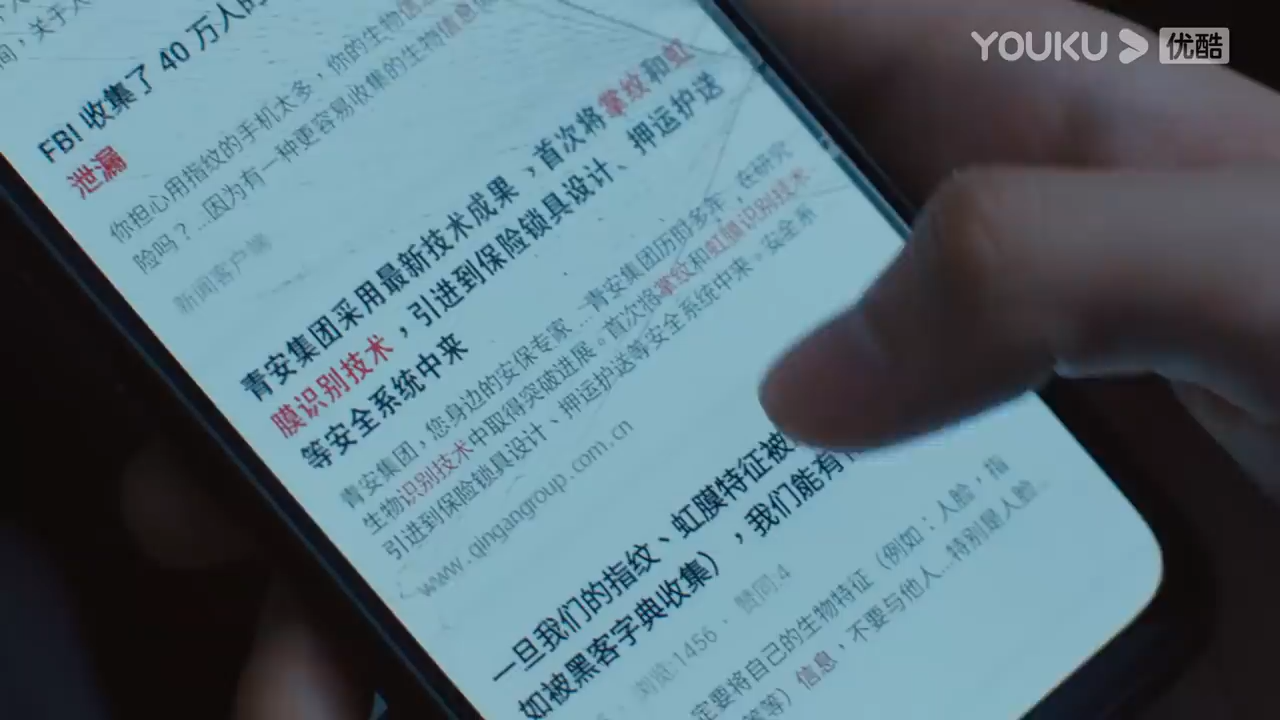 YOUKU 优酷
间，关于
FBI 收集了 40 万人的
泄漏
你担心用指纹的手机太多，你的生物信息
险吗？...因为有一种更容易收集的生物信息
新闻客户端
青安集团采用最新技术成果，首次将掌纹和虹
膜识别技术，引进到保险锁具设计、押运护送
等安全系统中来
青安集团，您身边的安保专家...青安集团历时多年，在研究
生物识别技术中取得突破进展。首次将掌纹和虹膜识别技术
引进到保险锁具设计、押运护送等安全系统中来。安全系
www.qingangroup.com.cn
一旦我们的指纹、虹膜特征被
如被黑客字典收集），我们能有
浏览:1456 · 赞同:4
定要将自己的生物特征（例如：人脸，指
等等）信息，不要与他人...特别是人脸...